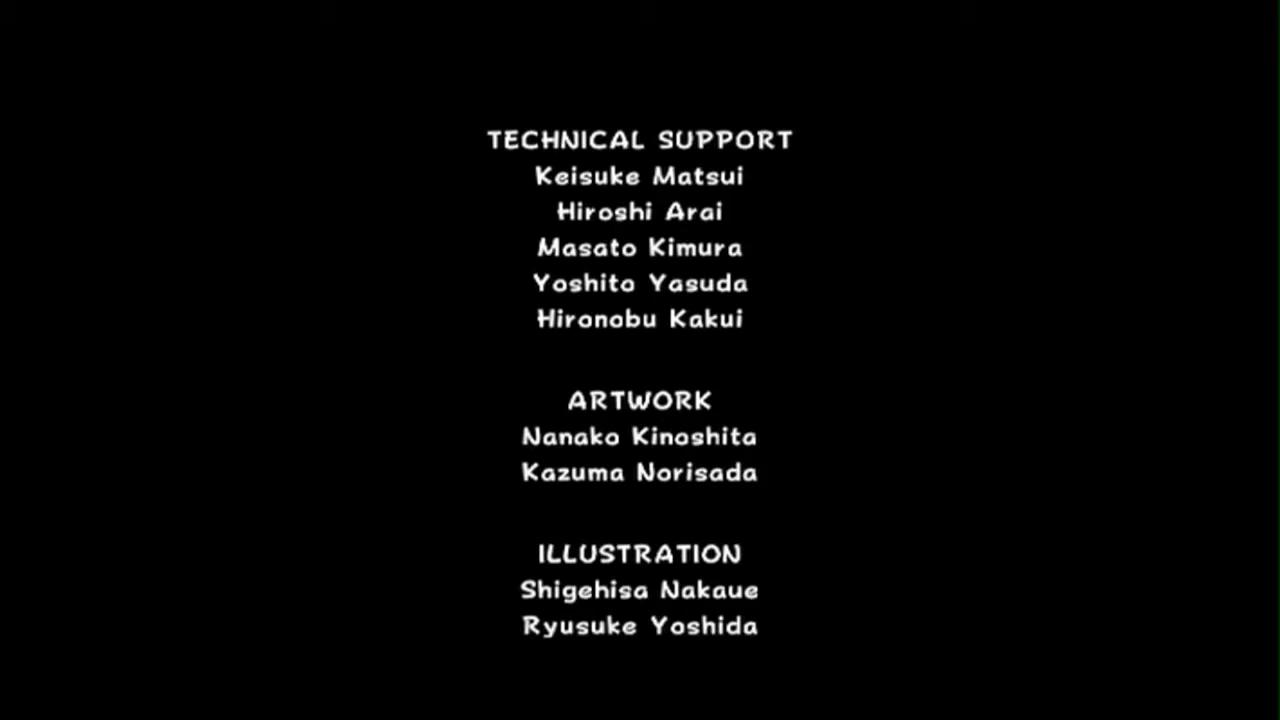 TECHNICAL SUPPORT
Keisuke Matsui
Hiroshi Arai
Masato Kimura
Yoshito Yasuda
Hironobu Kakui
ARTWORK
Nanako Kinoshita
Kazuma Norisada
ILLUSTRATION
Shigehisa Nakaue
Ryusuke Yoshida